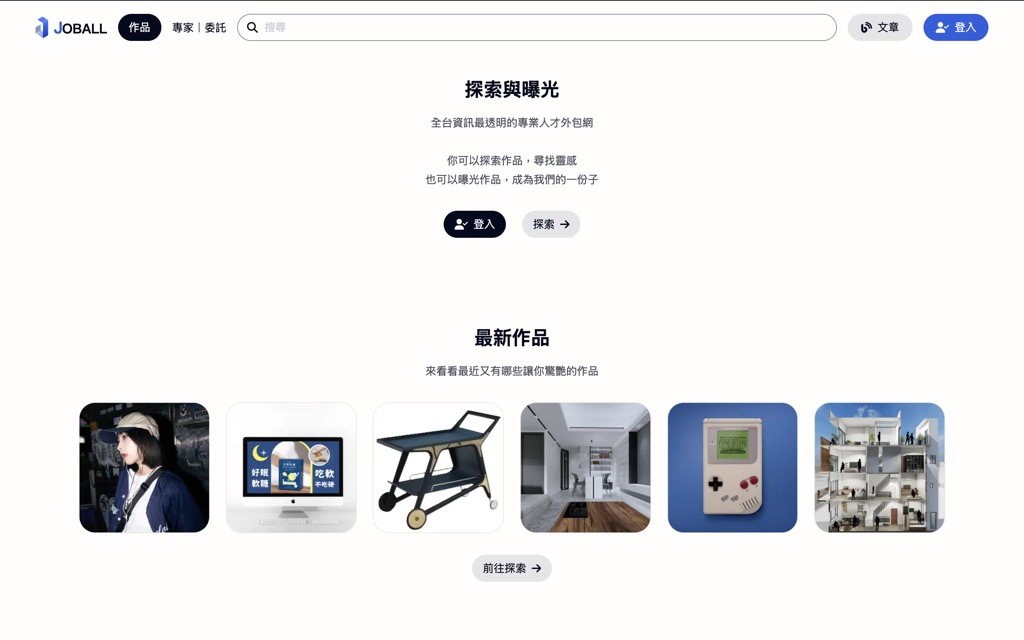 JOBALL
作品
專家｜委託
搜尋
文章
登入
探索與曝光
全台資訊最透明的專業人才外包網
你可以探索作品，尋找靈感
也可以曝光作品，成為我們的一份子
登入
探索
最新作品
來看看最近又有哪些讓你驚艷的作品
好眠
軟糖
吃軟
不吃硬
前往探索